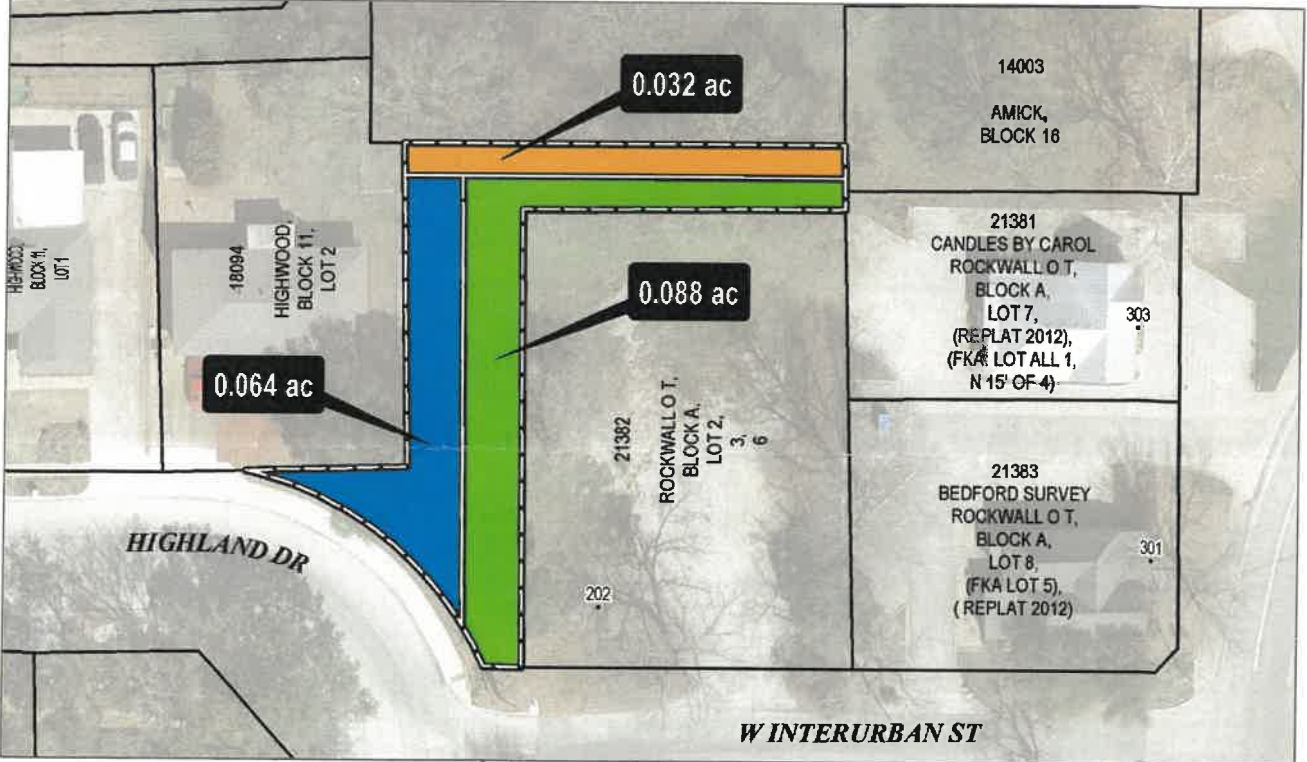 0.032 ac
14003
AMICK,
BLOCK 16
HIGHWOOD,
BLOCK 11,
LOT 1
18094
HIGHWOOD,
BLOCK 11,
LOT 2
21381
CANDLES BY CAROL
ROCKWALL O T,
BLOCK A,
LOT 7,
(REPLAT 2012),
(FKA LOT ALL 1,
N 15' OF 4)
303
0.088 ac
0.064 ac
21382
ROCKWALL O T,
BLOCK A,
LOT 2,
3,
6
21383
BEDFORD SURVEY
ROCKWALL O T,
BLOCK A,
LOT 8,
(FKA LOT 5),
( REPLAT 2012)
301
202
HIGHLAND DR
W INTERURBAN ST